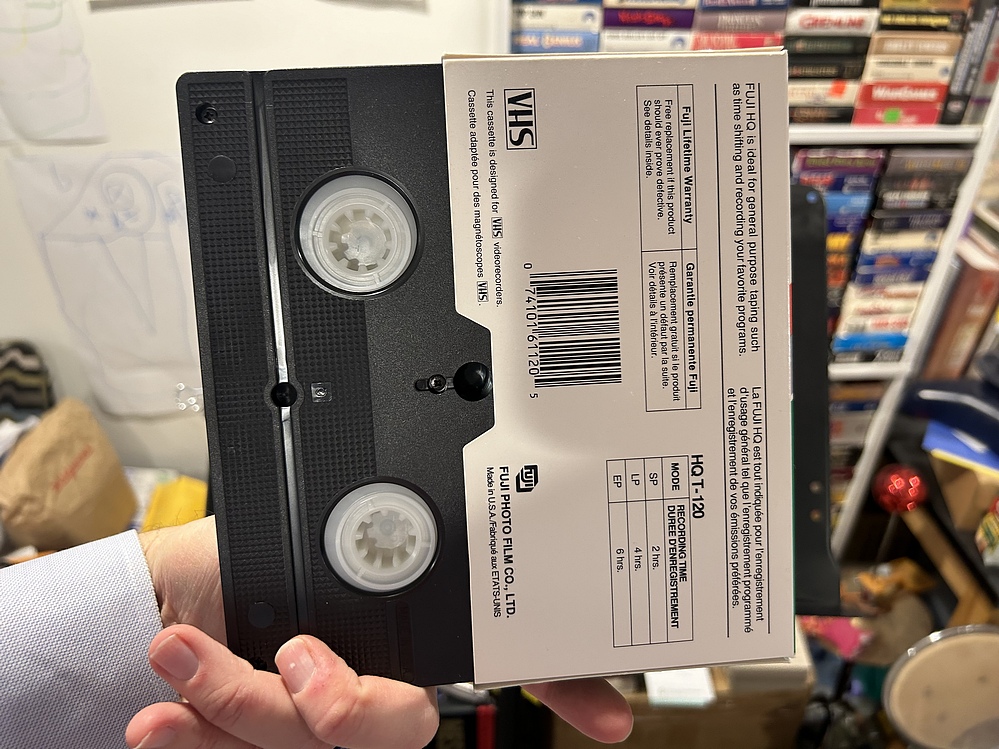 FUJI HQ is ideal for general purpose taping such
as time shifting and recording your favorite programs.
La FUJI HQ est tout indiquée pour l'enregistrement
d'usage général tel que l'enregistrement programmé
et l'enregistrement de vos émissions préférées.
Fuji Lifetime Warranty
Free replacement if this product
should ever prove defective.
See details inside.
Garantie permanente Fuji
Remplacement gratuit si le produit
présente un défaut par la suite.
Voir détails à l'intérieur.
HQ T-120
MODE RECORDING TIME
DURÉE D'ENREGISTREMENT
SP 2 hrs.
LP 4 hrs.
EP 6 hrs.
0 74101 61120 5
VHS
This cassette is designed for VHS videorecorders.
Cassette adaptée pour des magnétoscopes VHS.
FUJI
FUJI PHOTO FILM CO., LTD.
Made in U.S.A./Fabriqué aux ETATS-UNIS
GREMLINS